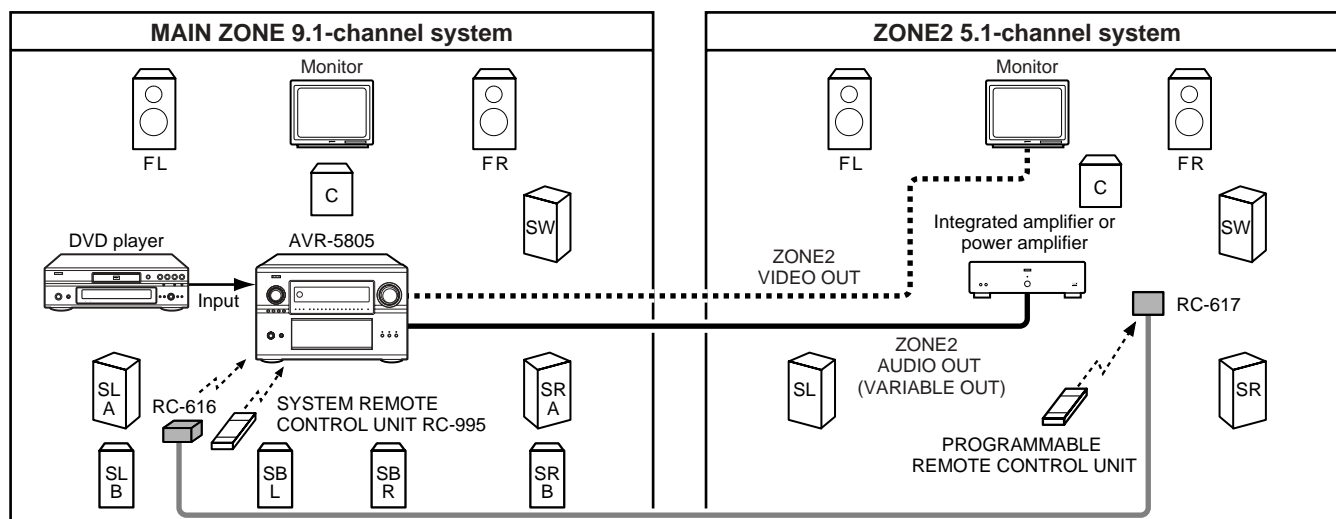 MAIN ZONE 9.1-channel system
Monitor
FL
FR
C
SW
DVD player
AVR-5805
Input
SL
A
RC-616
SYSTEM REMOTE
CONTROL UNIT RC-995
SR
A
SL
B
SB
L
SB
R
SR
B
ZONE2 5.1-channel system
Monitor
FL
FR
C
SW
Integrated amplifier or
power amplifier
ZONE2
VIDEO OUT
RC-617
ZONE2
AUDIO OUT
(VARIABLE OUT)
SL
SR
PROGRAMMABLE
REMOTE CONTROL UNIT